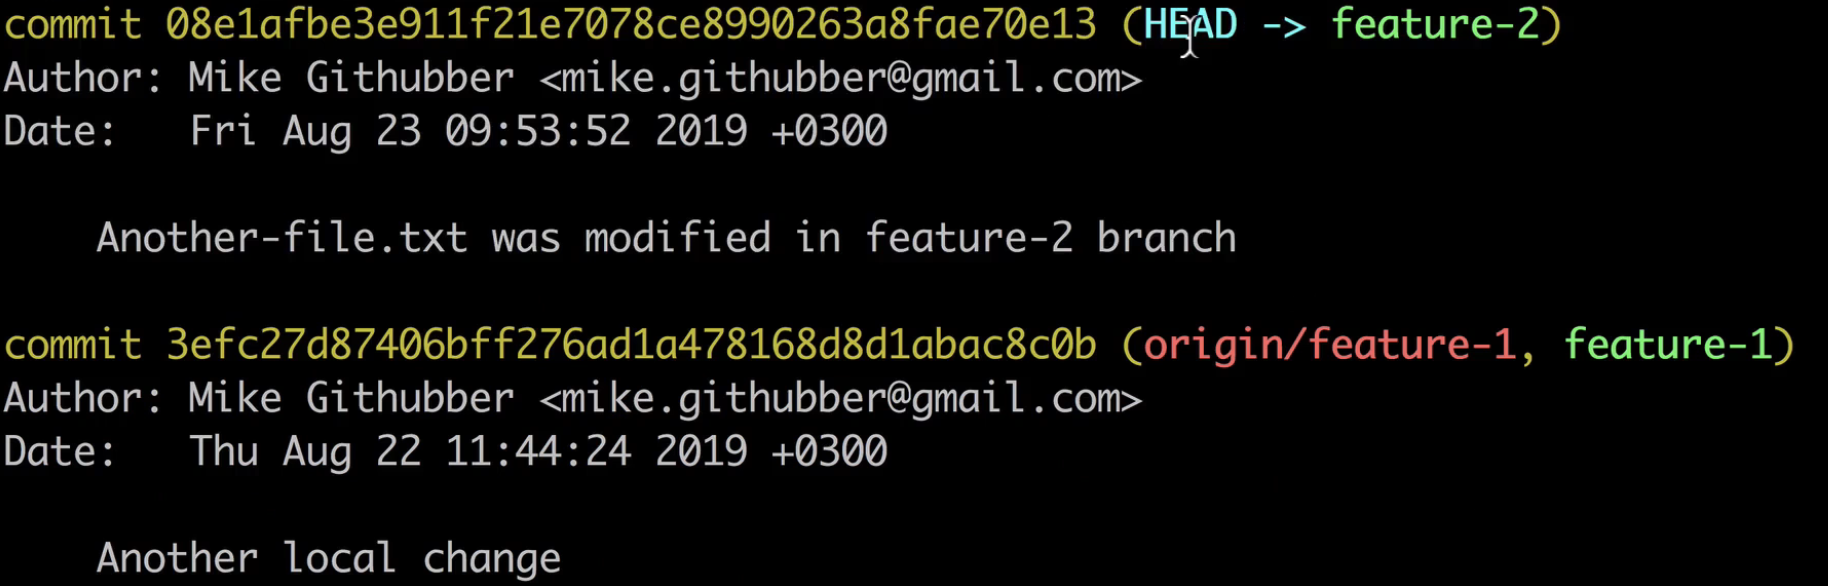 commit 08e1afbe3e911f21e7078ce8990263a8fae70e13 (HEAD -> feature-2)
Author: Mike Githubber <mike.githubber@gmail.com>
Date:   Fri Aug 23 09:53:52 2019 +0300
Another-file.txt was modified in feature-2 branch
commit 3efc27d87406bff276ad1a478168d8d1abac8c0b (origin/feature-1, feature-1)
Author: Mike Githubber <mike.githubber@gmail.com>
Date:   Thu Aug 22 11:44:24 2019 +0300
Another local change